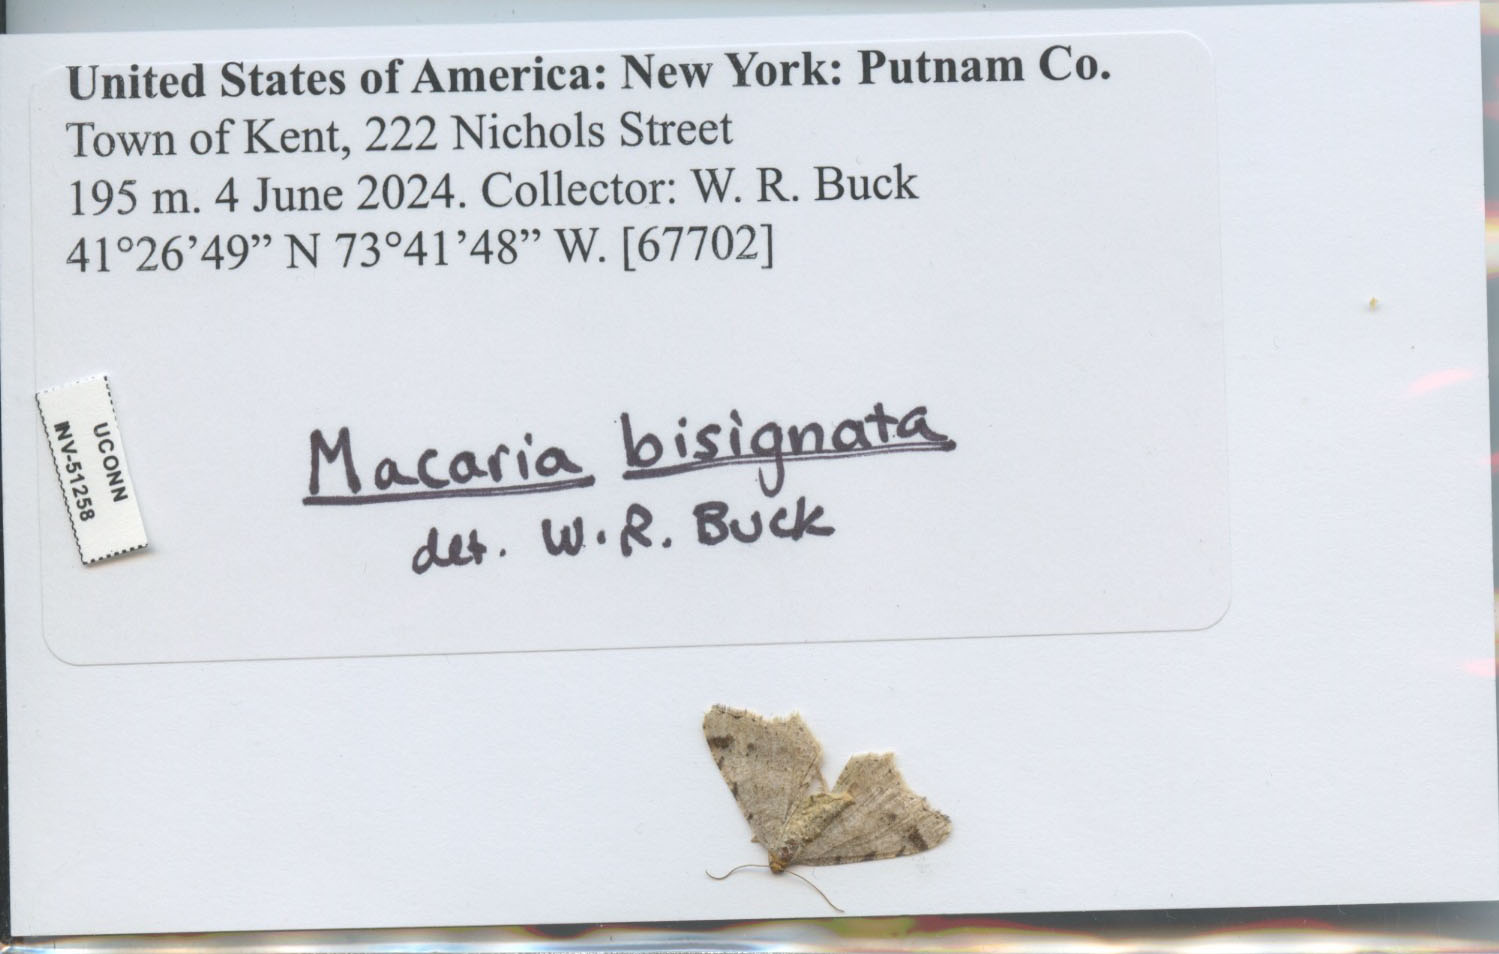 United States of America: New York: Putnam Co.
Town of Kent, 222 Nichols Street
195 m. 4 June 2024. Collector: W. R. Buck
41°26’49” N 73°41’48” W. [67702]
UCONN
INV-51258
Macaria bisignata
det. W. R. Buck